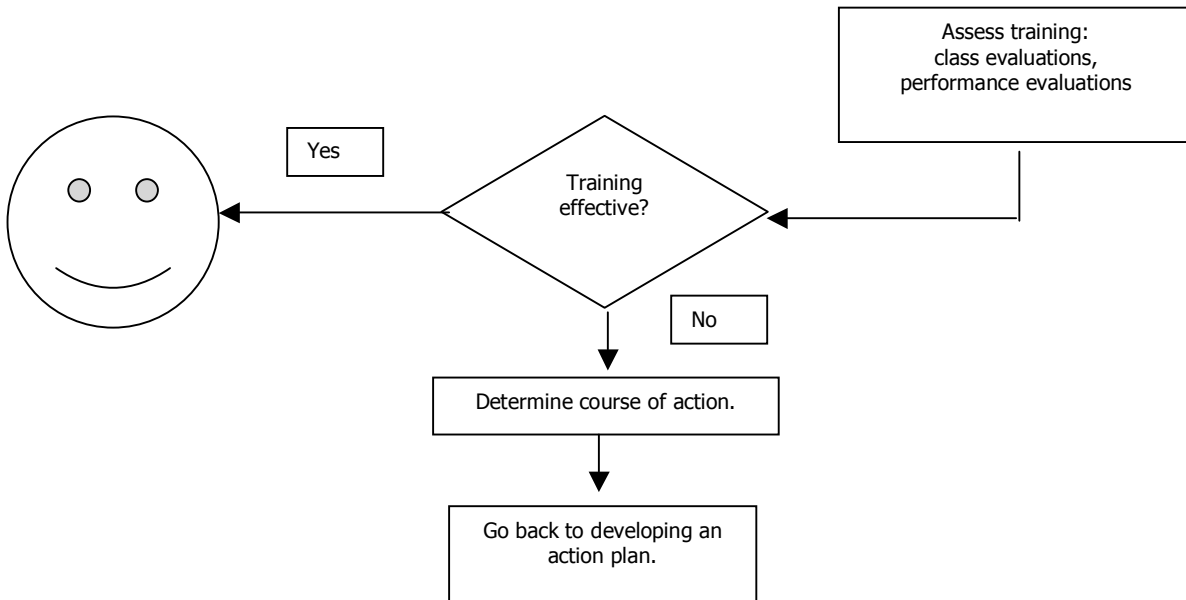 Assess training:
class evaluations,
performance evaluations
Yes
Training
effective?
No
Determine course of action.
Go back to developing an
action plan.